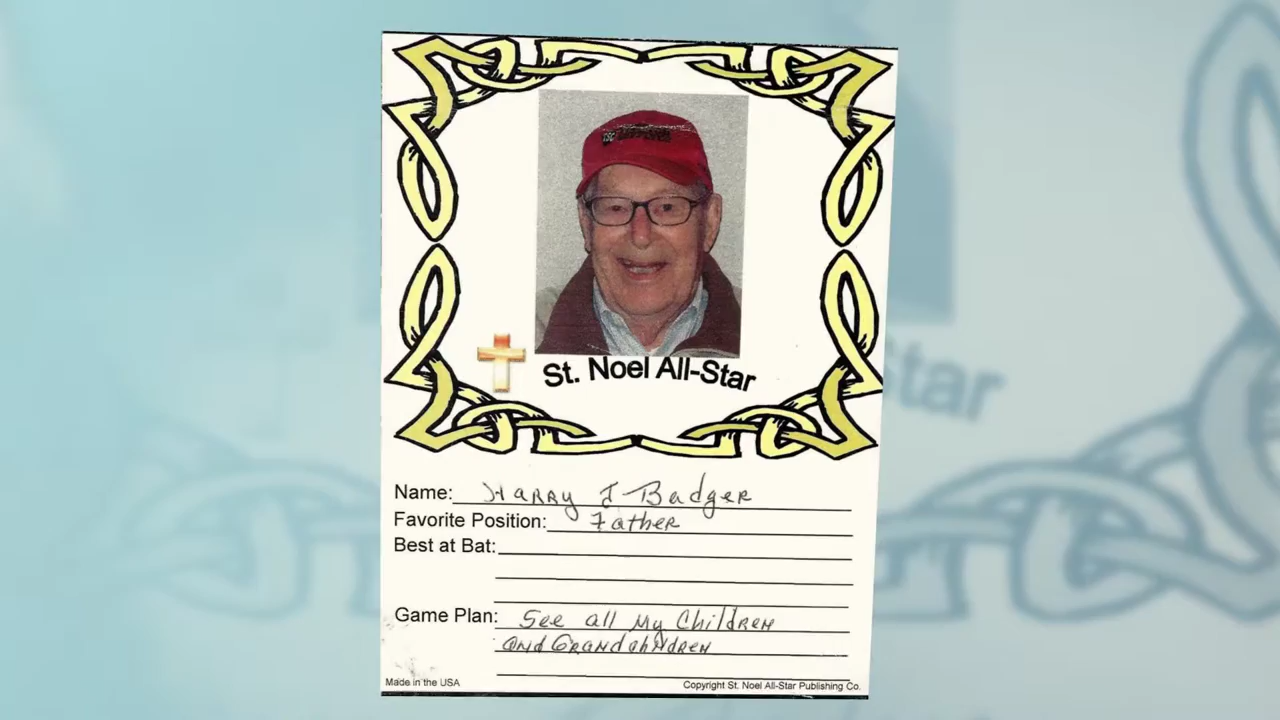 St. Noel All-Star
Name: Harry J Badger
Favorite Position: Father
Best at Bat:
Game Plan: See all my Children
and Grandchildren
Made in the USA
Copyright St. Noel All-Star Publishing Co.
Star